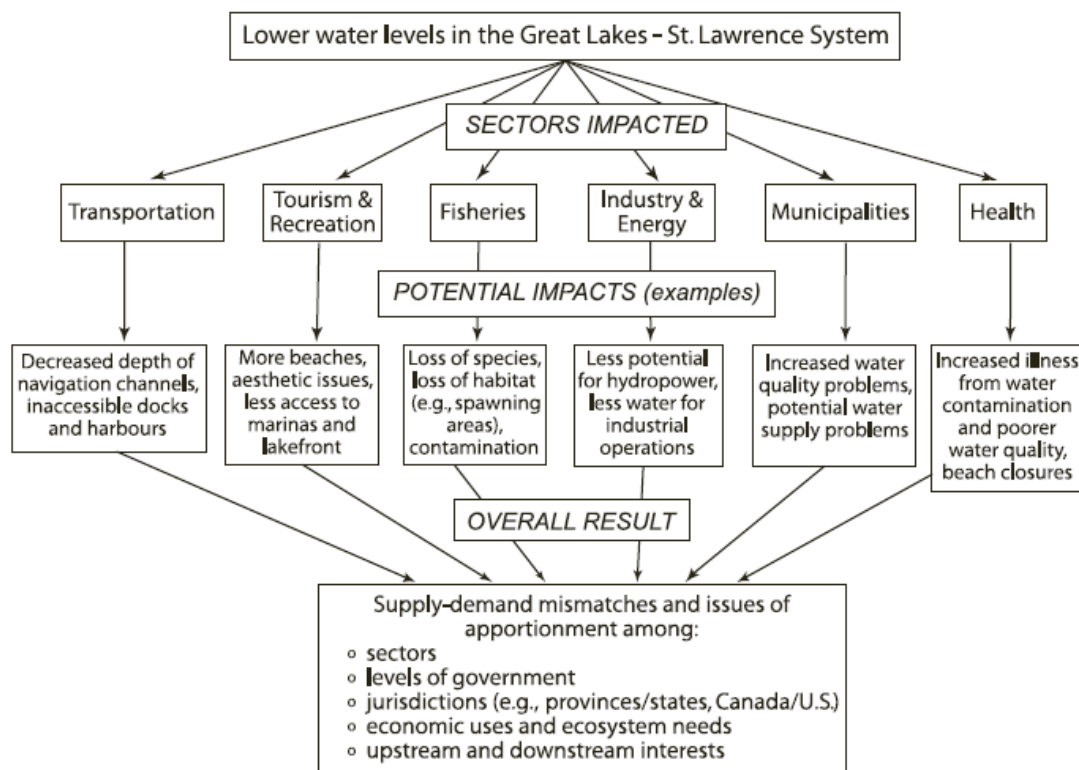 Lower water levels in the Great Lakes – St. Lawrence System
SECTORS IMPACTED
Transportation
Tourism &
Recreation
Fisheries
Industry &
Energy
Municipalities
Health
POTENTIAL IMPACTS (examples)
Decreased depth of
navigation channels,
inaccessible docks
and harbours
More beaches,
aesthetic issues,
less access to
marinas and
lakefront
Loss of species,
loss of habitat
(e.g., spawning
areas),
contamination
Less potential
for hydropower,
less water for
industrial
operations
Increased water
quality problems,
potential water
supply problems
Increased illness
from water
contamination
and poorer
water quality,
beach closures
OVERALL RESULT
Supply-demand mismatches and issues of
apportionment among:
○ sectors
○ levels of government
○ jurisdictions (e.g., provinces/states, Canada/U.S.)
○ economic uses and ecosystem needs
○ upstream and downstream interests